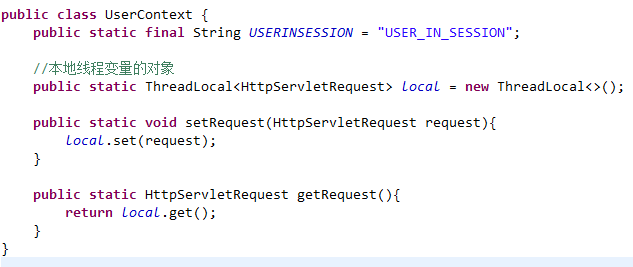 public class UserContext {
public static final String USERINSESSION = "USER_IN_SESSION";
//本地线程变量的对象
public static ThreadLocal<HttpServletRequest> local = new ThreadLocal<>();
public static void setRequest(HttpServletRequest request){
local.set(request);
}
public static HttpServletRequest getRequest(){
return local.get();
}
}